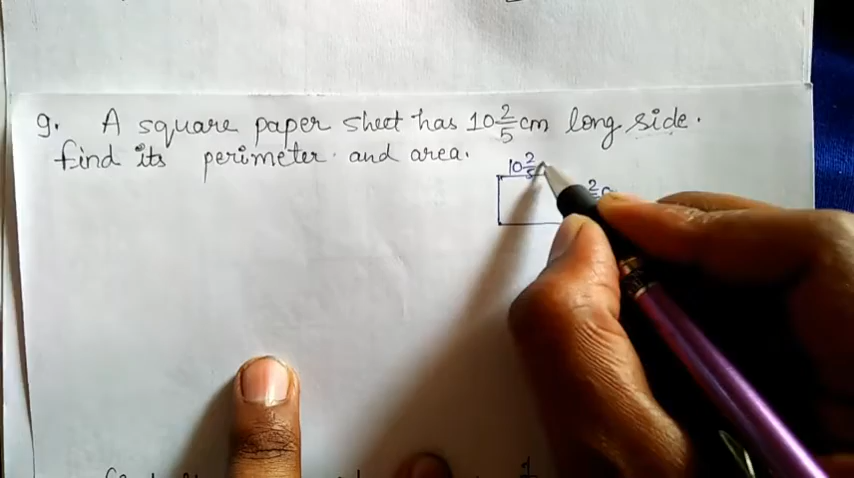 9. A square paper sheet has 10 2/5 cm long side.
find its perimeter and area.
10 2/5